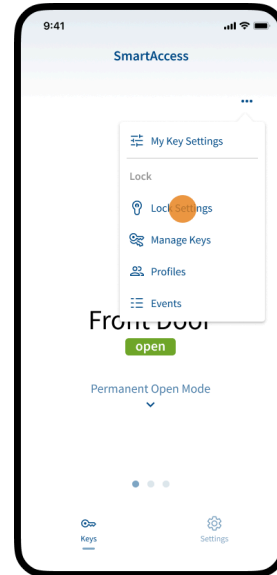 9:41
SmartAccess
My Key Settings
Lock
Lock Settings
Manage Keys
Profiles
Events
Front Door
open
Permanent Open Mode
Keys
Settings